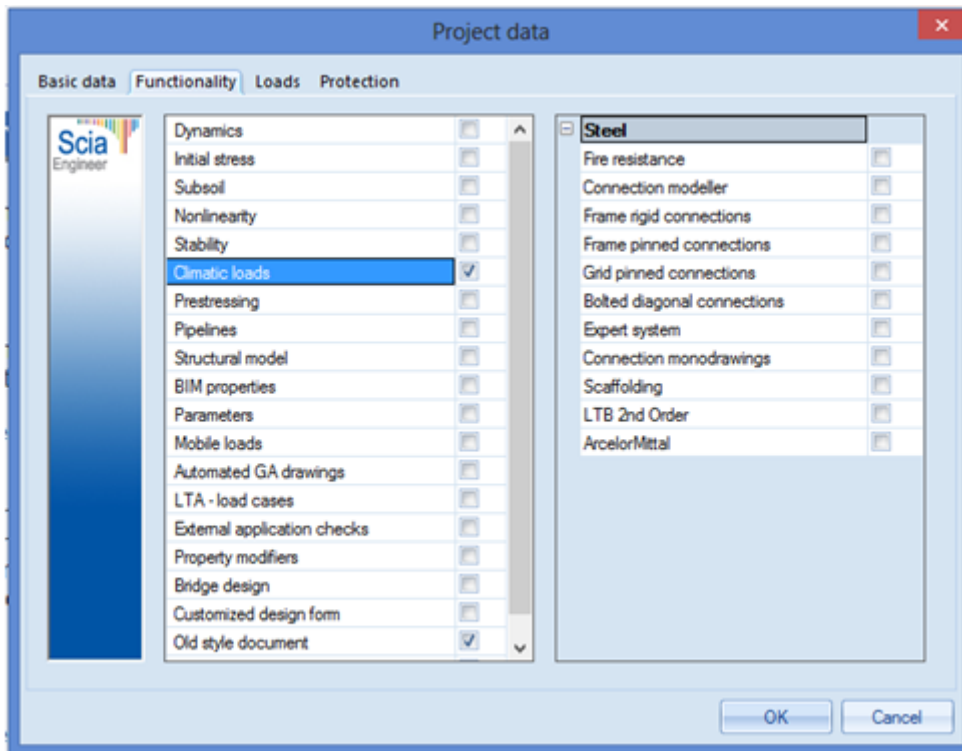 Project data
Basic data Functionality Loads Protection
Scia
Engineer
Dynamics
Initial stress
Subsoil
Nonlinearity
Stability
Climatic loads
Prestressing
Pipelines
Structural model
BIM properties
Parameters
Mobile loads
Automated GA drawings
LTA - load cases
External application checks
Property modifiers
Bridge design
Customized design form
Old style document
Steel
Fire resistance
Connection modeller
Frame rigid connections
Frame pinned connections
Grid pinned connections
Bolted diagonal connections
Expert system
Connection monodrawings
Scaffolding
LTB 2nd Order
ArcelorMittal
OK Cancel